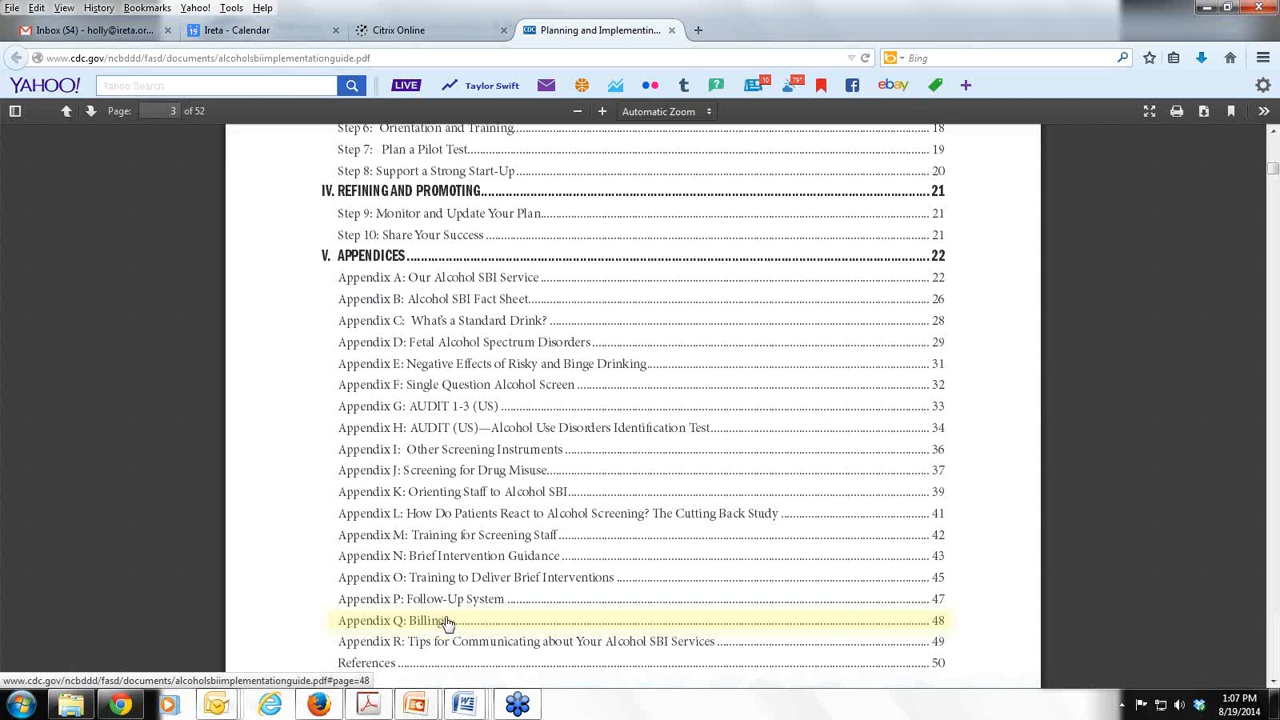 File Edit View History Bookmarks Yahoo! Tools Help
Inbox (54) - holly@ireta.or...
Ireta - Calendar
Citrix Online
Planning and Implementin...
www.cdc.gov/ncbddd/fasd/documents/alcoholsbiimplementationguide.pdf
Bing
YAHOO!
Yahoo Search
LIVE
Taylor Swift
10
79°
ebay
Page: 3 of 52
Automatic Zoom
Step 6: Orientation and Training 18
Step 7: Plan a Pilot Test 19
Step 8: Support a Strong Start-Up 20
IV. REFINING AND PROMOTING 21
Step 9: Monitor and Update Your Plan 21
Step 10: Share Your Success 21
V. APPENDICES 22
Appendix A: Our Alcohol SBI Service 22
Appendix B: Alcohol SBI Fact Sheet 26
Appendix C: What's a Standard Drink? 28
Appendix D: Fetal Alcohol Spectrum Disorders 29
Appendix E: Negative Effects of Risky and Binge Drinking 31
Appendix F: Single Question Alcohol Screen 32
Appendix G: AUDIT 1-3 (US) 33
Appendix H: AUDIT (US)—Alcohol Use Disorders Identification Test 34
Appendix I: Other Screening Instruments 36
Appendix J: Screening for Drug Misuse 37
Appendix K: Orienting Staff to Alcohol SBI 39
Appendix L: How Do Patients React to Alcohol Screening? The Cutting Back Study 41
Appendix M: Training for Screening Staff 42
Appendix N: Brief Intervention Guidance 43
Appendix O: Training to Deliver Brief Interventions 45
Appendix P: Follow-Up System 47
Appendix Q: Billing 48
Appendix R: Tips for Communicating about Your Alcohol SBI Services 49
References 50
www.cdc.gov/ncbddd/fasd/documents/alcoholsbiimplementationguide.pdf#page=48
1:07 PM
8/19/2014